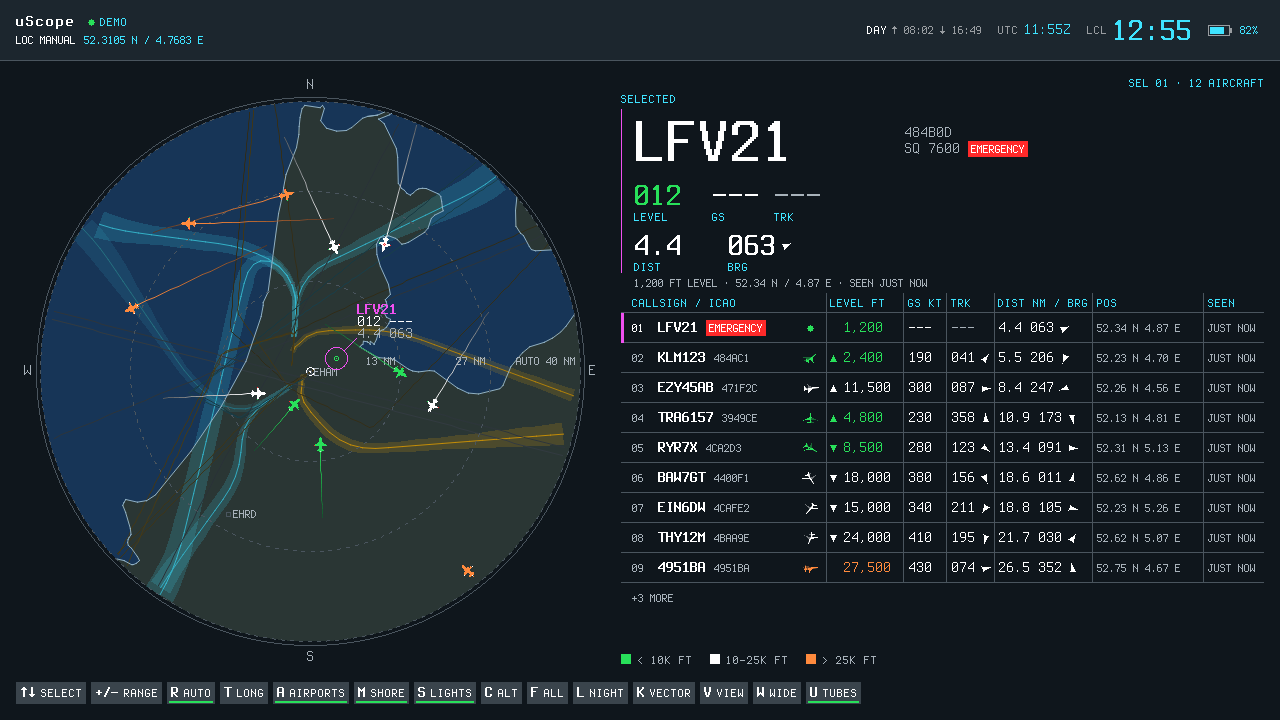 uScope DEMO
LOC MANUAL 52.3105 N / 4.7683 E
DAY ↑ 08:02 ↓ 16:49 UTC 11:55Z LCL 12:55 82%
N
W
E
S
LFV21
012 ---
4.4 063
13 NM
27 NM
AUTO 40 NM
EHAM
EHRD
SEL 01 · 12 AIRCRAFT
SELECTED
LFV21
484B0D
SQ 7600 EMERGENCY
012 --- ---
LEVEL GS TRK
4.4 063
DIST BRG
1,200 FT LEVEL · 52.34 N / 4.87 E · SEEN JUST NOW
CALLSIGN / ICAO LEVEL FT GS KT TRK DIST NM / BRG POS SEEN
01 LFV21 EMERGENCY 1,200 --- --- 4.4 063 52.34 N 4.87 E JUST NOW
02 KLM123 484AC1 ▲ 2,400 190 041 5.5 206 52.23 N 4.70 E JUST NOW
03 EZY45AB 471F2C ▲ 11,500 300 087 8.4 247 52.26 N 4.56 E JUST NOW
04 TRA6157 3949CE ▲ 4,800 230 358 10.9 173 52.13 N 4.81 E JUST NOW
05 RYR7X 4CA2D3 ▼ 8,500 280 123 13.4 091 52.31 N 5.13 E JUST NOW
06 BAW7GT 4400F1 ▼ 18,000 380 156 18.6 011 52.62 N 4.86 E JUST NOW
07 EIN6DW 4CAFE2 ▼ 15,000 340 211 18.8 105 52.23 N 5.26 E JUST NOW
08 THY12M 4BAA9E ▼ 24,000 410 195 21.7 030 52.62 N 5.07 E JUST NOW
09 4951BA 4951BA 27,500 430 074 26.5 352 52.75 N 4.67 E JUST NOW
+3 MORE
< 10K FT 10-25K FT > 25K FT
↑↓ SELECT +/- RANGE R AUTO T LONG A AIRPORTS M SHORE S LIGHTS C ALT F ALL L NIGHT K VECTOR V VIEW W WIDE U TUBES